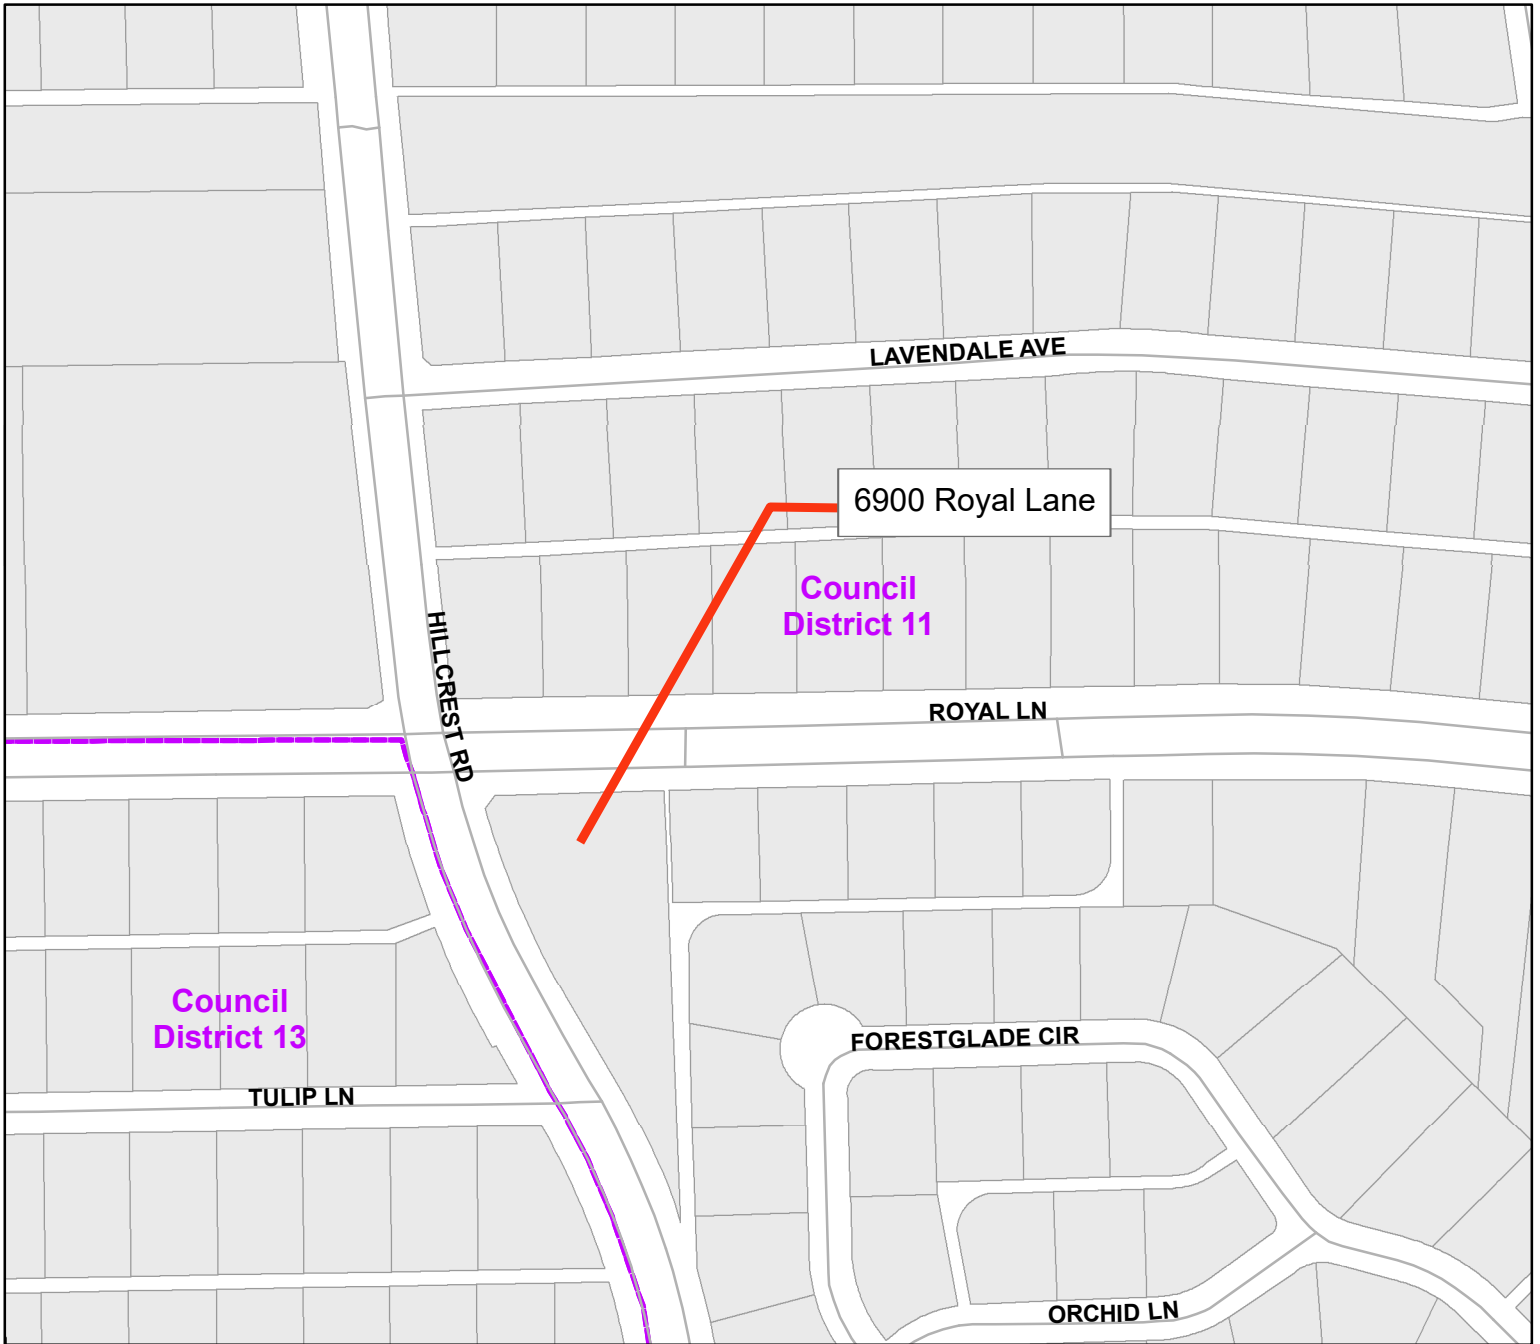 LAVENDALE AVE
6900 Royal Lane
Council
District 11
HILLCREST RD
ROYAL LN
Council
District 13
FORESTGLADE CIR
TULIP LN
ORCHID LN